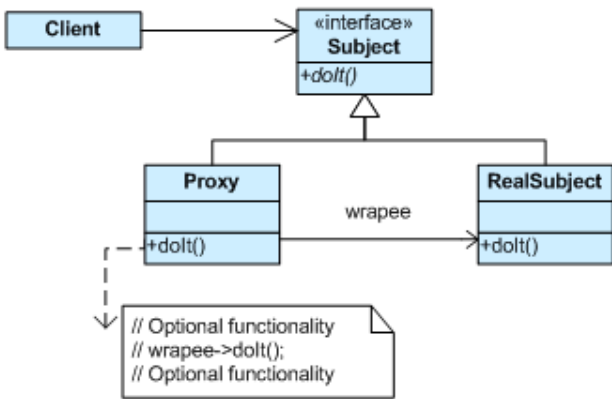 Client
«interface»
Subject
+doIt()
Proxy
+doIt()
wrapee
RealSubject
+doIt()
// Optional functionality
// wrapee->doIt();
// Optional functionality